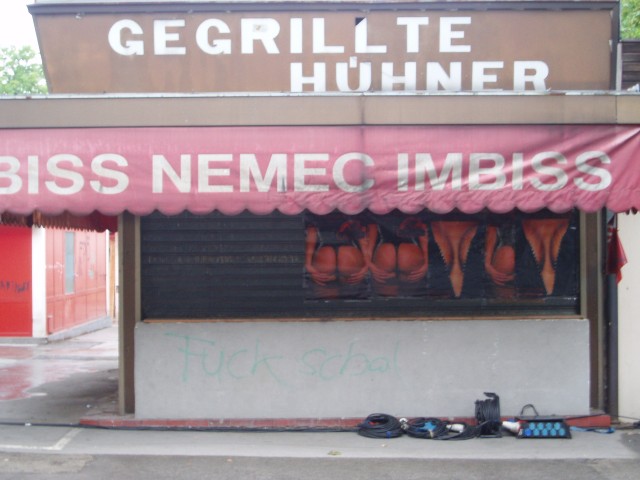 GEGRILLTE
HÜHNER
BISS NEMEC IMBISS
Fuck